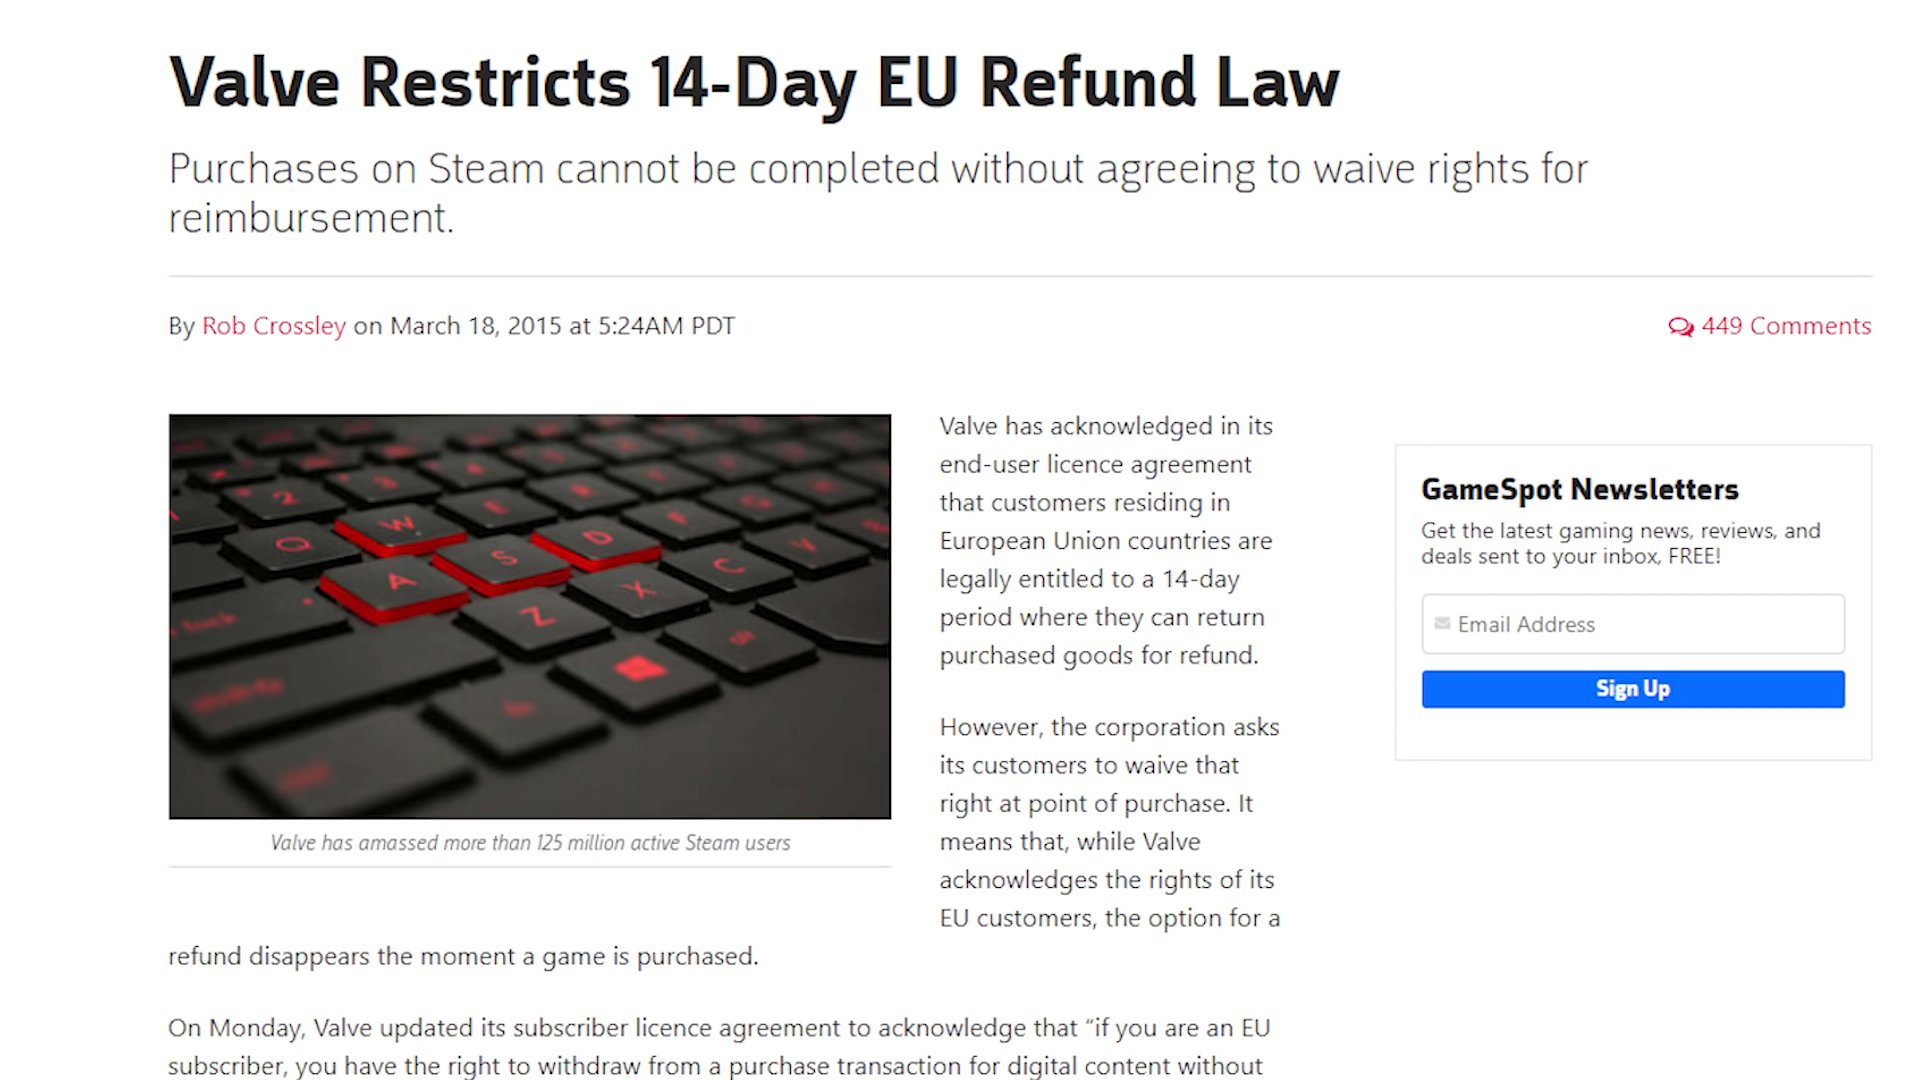 Valve Restricts 14-Day EU Refund Law
Purchases on Steam cannot be completed without agreeing to waive rights for
reimbursement.
By Rob Crossley on March 18, 2015 at 5:24AM PDT
449 Comments
2
Q
W
E
A
S
D
Z
X
C
V
alt
Valve has amassed more than 125 million active Steam users
Valve has acknowledged in its
end-user licence agreement
that customers residing in
European Union countries are
legally entitled to a 14-day
period where they can return
purchased goods for refund.
However, the corporation asks
its customers to waive that
right at point of purchase. It
means that, while Valve
acknowledges the rights of its
EU customers, the option for a
refund disappears the moment a game is purchased.
On Monday, Valve updated its subscriber licence agreement to acknowledge that “if you are an EU
subscriber, you have the right to withdraw from a purchase transaction for digital content without
GameSpot Newsletters
Get the latest gaming news, reviews, and
deals sent to your inbox, FREE!
Email Address
Sign Up